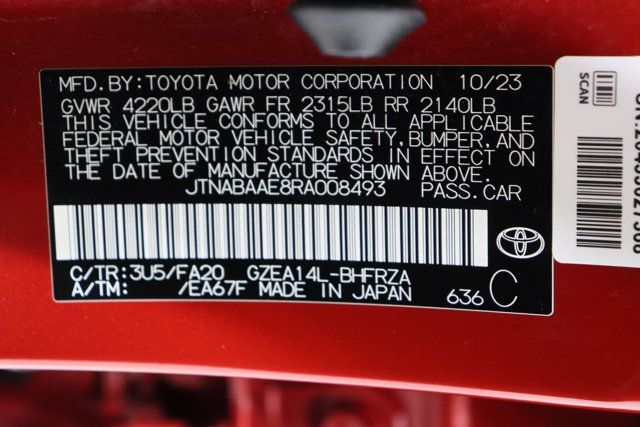 MFD. BY: TOYOTA MOTOR CORPORATION 10/23
GVWR 4220LB GAWR FR 2315LB RR 2140LB
THIS VEHICLE CONFORMS TO ALL APPLICABLE
FEDERAL MOTOR VEHICLE SAFETY, BUMPER, AND
THEFT PREVENTION STANDARDS IN EFFECT ON
THE DATE OF MANUFACTURE SHOWN ABOVE.
JTNABAAE8RA008493 PASS. CAR
C/TR: 3U5/FA20 GZEA14L-BHFRZA
A/TM: /EA67F MADE IN JAPAN 636 C
SCAN